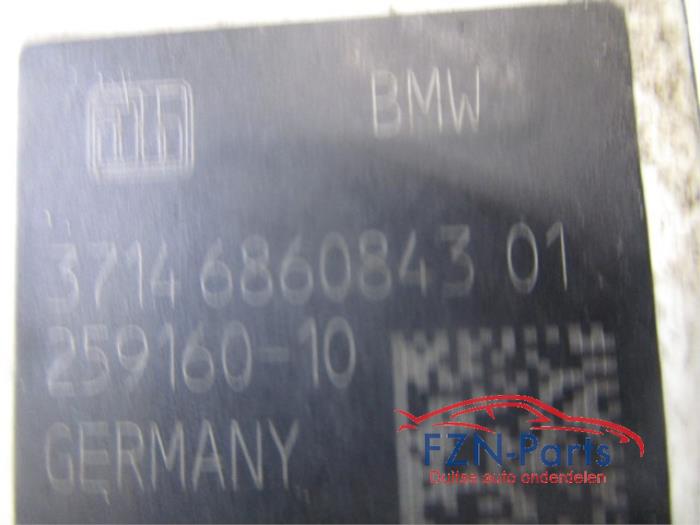 BMW
3714 6860843 01
259160-10
GERMANY
FZN-Parts
Duitse auto onderdelen